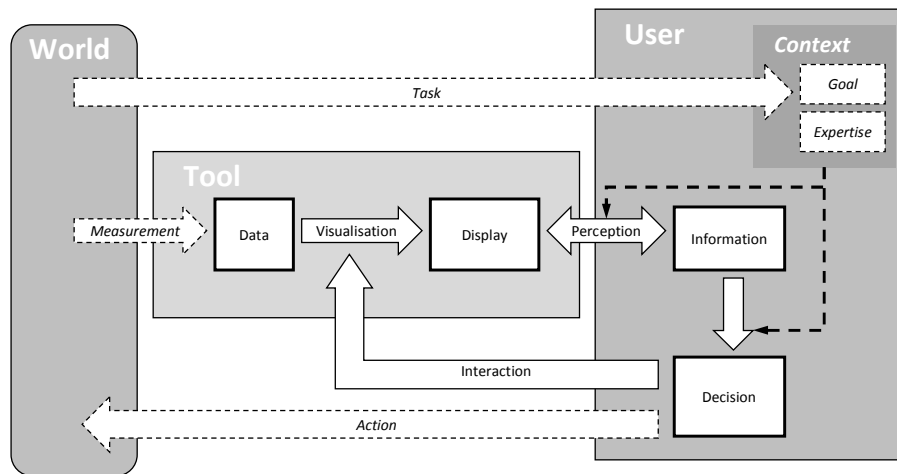 World
User
Context
Task
Goal
Expertise
Tool
Measurement
Data
Visualisation
Display
Perception
Information
Interaction
Decision
Action